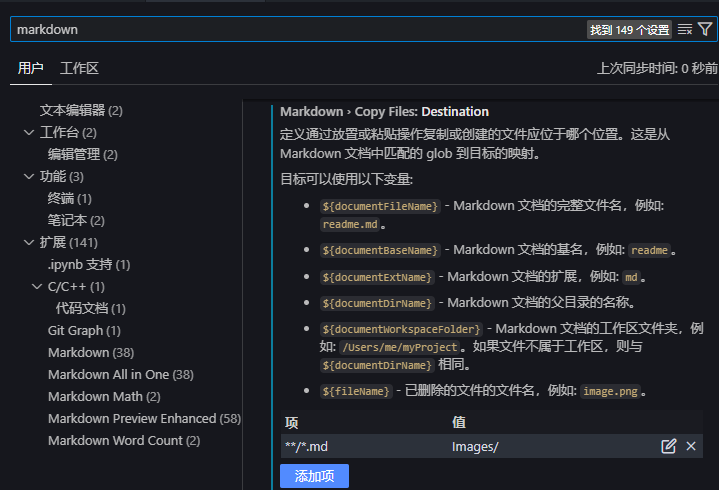 markdown
找到 149 个设置
用户 工作区
上次同步时间: 0 秒前
文本编辑器 (2)
工作台 (2)
编辑管理 (2)
功能 (3)
终端 (1)
笔记本 (2)
扩展 (141)
.ipynb 支持 (1)
C/C++ (1)
代码文档 (1)
Git Graph (1)
Markdown (38)
Markdown All in One (38)
Markdown Math (2)
Markdown Preview Enhanced (58)
Markdown Word Count (2)
Markdown › Copy Files: Destination
定义通过放置或粘贴操作复制或创建的文件应位于哪个位置。这是从
Markdown 文档中匹配的 glob 到目标的映射。
目标可以使用以下变量:
• ${documentFileName} - Markdown 文档的完整文件名，例如:
readme.md。
• ${documentBaseName} - Markdown 文档的基名，例如: readme。
• ${documentExtName} - Markdown 文档的扩展，例如: md。
• ${documentDirName} - Markdown 文档的父目录的名称。
• ${documentWorkspaceFolder} - Markdown 文档的工作区文件夹，例
如: /Users/me/myProject。如果文件不属于工作区，则与
${documentDirName} 相同。
• ${fileName} - 已删除的文件的文件名，例如: image.png。
项 值
**/*.md Images/
添加项